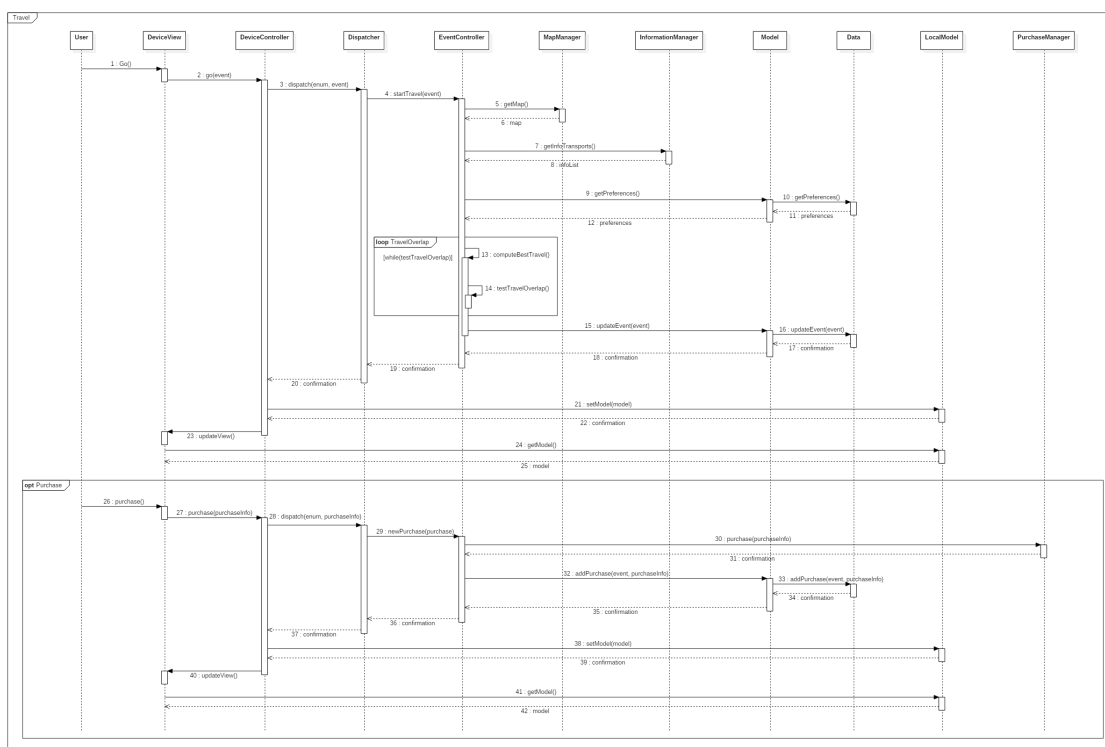 Travel
User
DeviceView
DeviceController
Dispatcher
EventController
MapManager
InformationManager
Model
Data
LocalModel
PurchaseManager
1 : Go()
2 : go(event)
3 : dispatch(enum, event)
4 : startTravel(event)
5 : getMap()
6 : map
7 : getInfoTransports()
8 : infoList
9 : getPreferences()
10 : getPreferences()
11 : preferences
12 : preferences
loop TravelOverlap
[while(testTravelOverlap)]
13 : computeBestTravel()
14 : testTravelOverlap()
15 : updateEvent(event)
16 : updateEvent(event)
17 : confirmation
18 : confirmation
19 : confirmation
20 : confirmation
21 : setModel(model)
22 : confirmation
23 : updateView()
24 : getModel()
25 : model
opt Purchase
26 : purchase()
27 : purchase(purchaseInfo)
28 : dispatch(enum, purchaseInfo)
29 : newPurchase(purchase)
30 : purchase(purchaseInfo)
31 : confirmation
32 : addPurchase(event, purchaseInfo)
33 : addPurchase(event, purchaseInfo)
34 : confirmation
35 : confirmation
36 : confirmation
37 : confirmation
38 : setModel(model)
39 : confirmation
40 : updateView()
41 : getModel()
42 : model